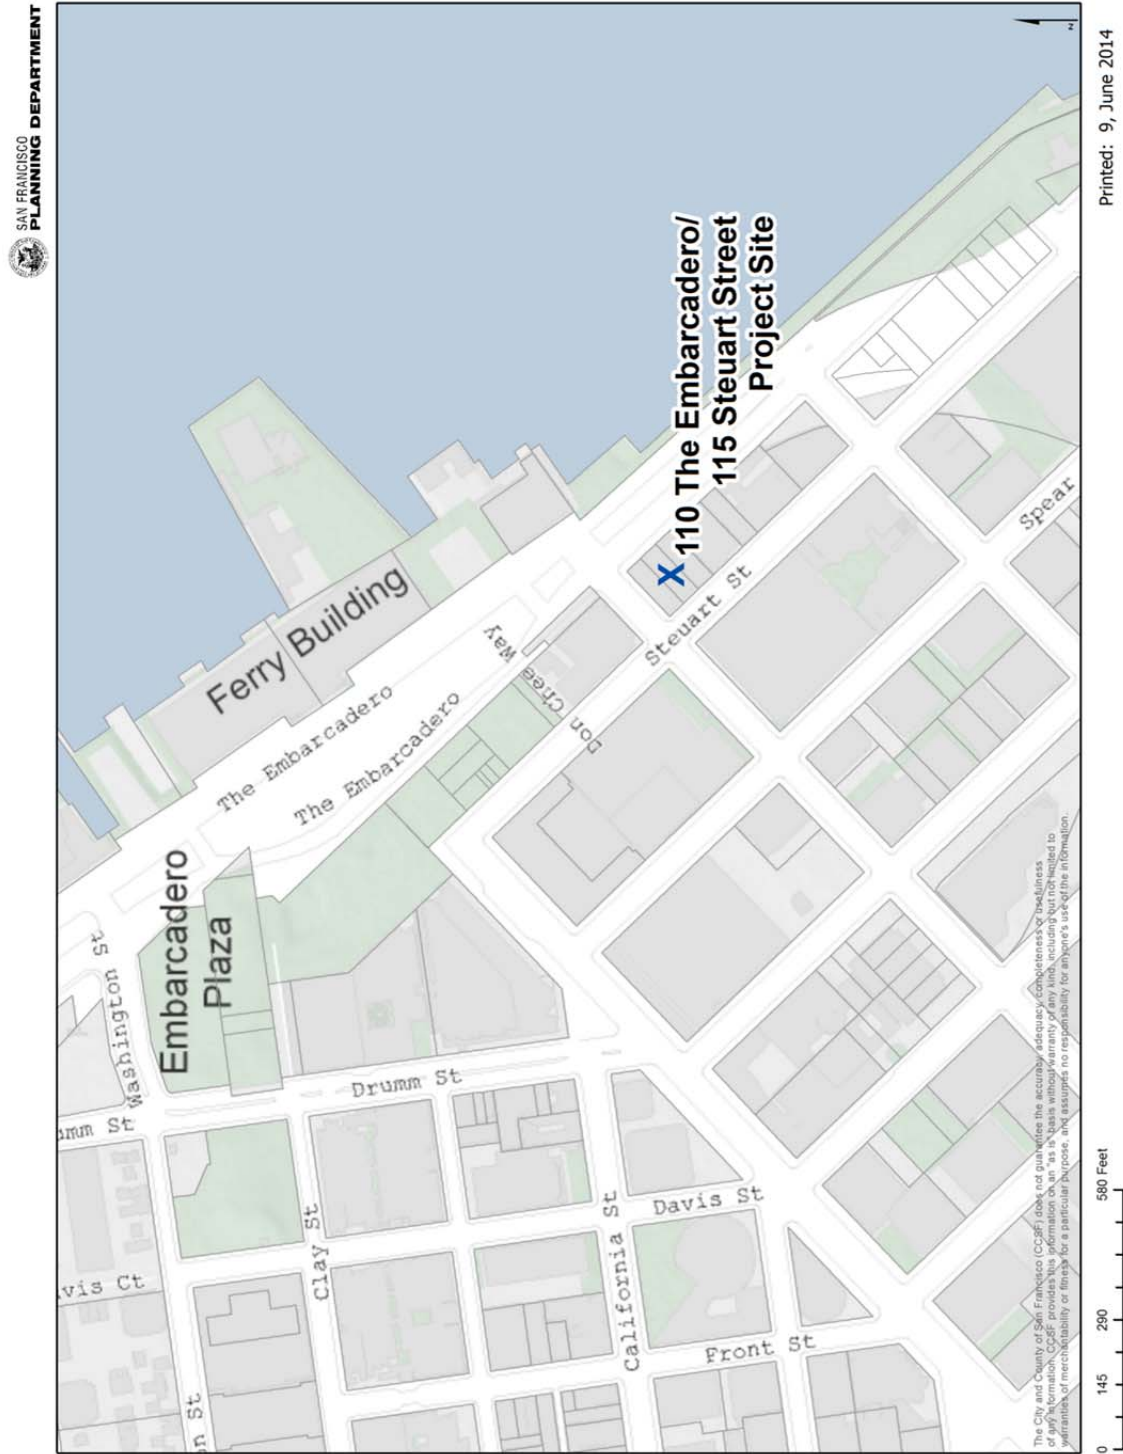 SAN FRANCISCO
PLANNING DEPARTMENT
Washington St
Embarcadero
Plaza
Ferry Building
The Embarcadero
The Embarcadero
Don Chee Way
Steuart St
X 110 The Embarcadero/
115 Steuart Street
Project Site
Drumm St
Clay St
California St
Davis St
Front St
Spear
mm St
vis Ct
n St
The City and County of San Francisco (CCSF) does not guarantee the accuracy, adequacy, completeness or usefulness
of any information. CCSF provides this information on an "as is" basis without warranty of any kind, including but not limited to
warranties of merchantability or fitness for a particular purpose, and assumes no responsibility for anyone's use of the information.
0 145 290 580 Feet
Printed: 9, June 2014
N